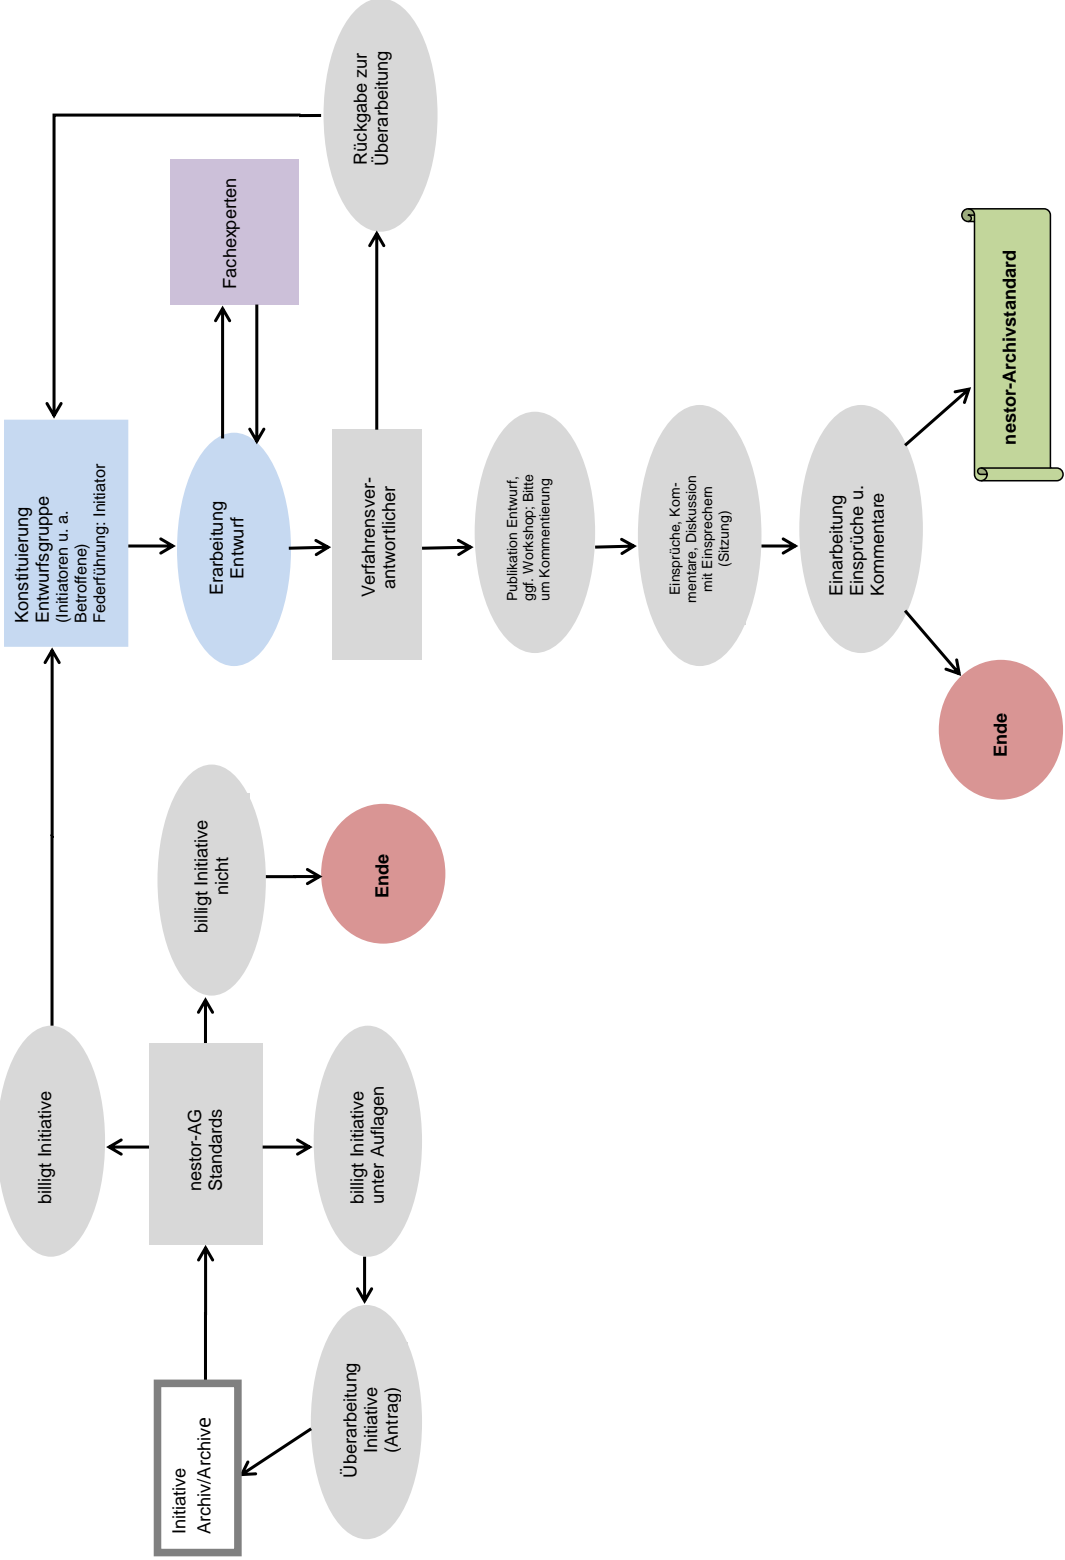 Initiative
Archiv/Archive
Überarbeitung
Initiative
(Antrag)
billigt Initiative
nestor-AG
Standards
billigt Initiative
unter Auflagen
billigt Initiative
nicht
Ende
Konstituierung
Entwurfsgruppe
(Initiatoren u. a.
Betroffene)
Federführung: Initiator
Erarbeitung
Entwurf
Fachexperten
Verfahrensver-
antwortlicher
Rückgabe zur
Überarbeitung
Publikation Entwurf,
ggf. Workshop; Bitte
um Kommentierung
Einsprüche, Kom-
mentare, Diskussion
mit Einsprechern
(Sitzung)
Einarbeitung
Einsprüche u.
Kommentare
Ende
nestor-Archivstandard